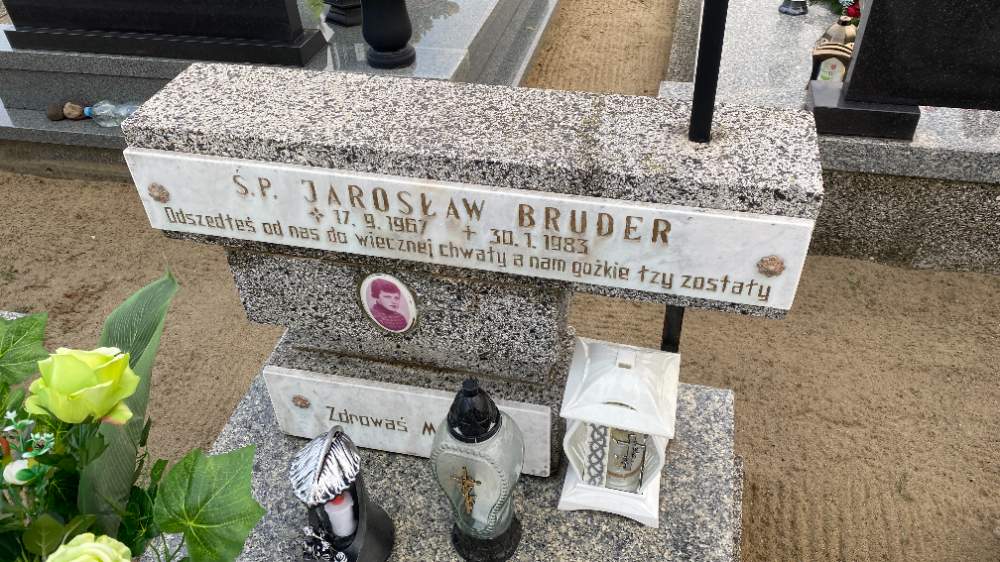 Ś.P. JAROSŁAW BRUDER
17. 9. 1967 + 30. 1. 1983
Odszedłeś od nas do wiecznej chwały a nam gożkie łzy zostały
Zdrowaś M